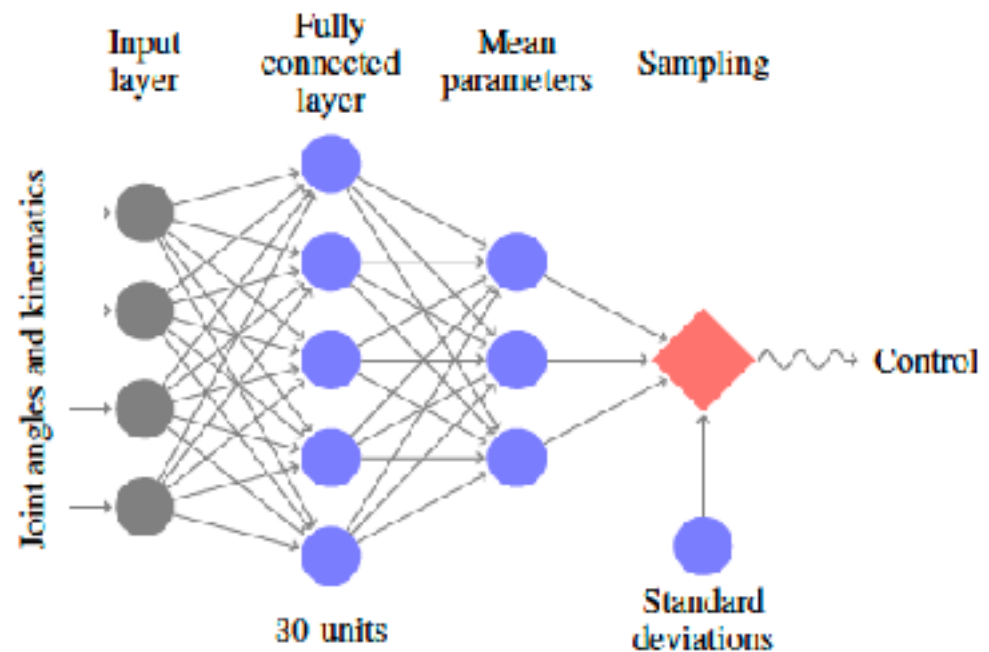 Input
layer
Fully
connected
layer
Mean
parameters
Sampling
Joint angles and kinematics
Control
30 units
Standard
deviations